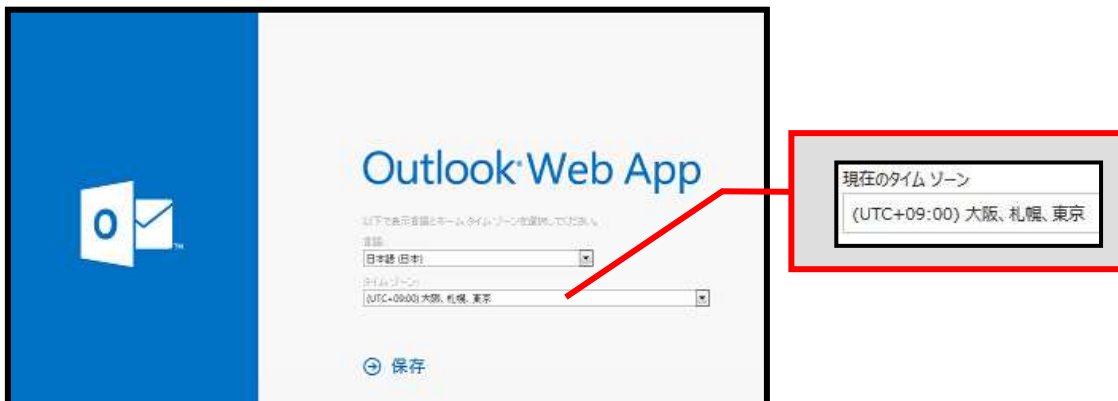 Outlook Web App
以下で表示言語とホーム タイム ゾーンを選択してください。
言語:
日本語 (日本)
タイム ゾーン:
(UTC+09:00) 大阪、札幌、東京
保存
現在のタイム ゾーン
(UTC+09:00) 大阪、札幌、東京